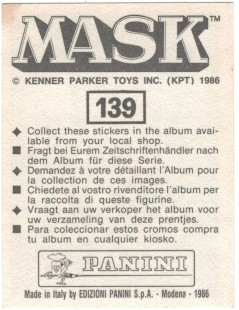 MASK™
© KENNER PARKER TOYS INC. (KPT) 1986
139
◆ Collect these stickers in the album avai-
lable from your local shop.
■ Fragt bei Eurem Zeitschriftenhändler nach
dem Album für diese Serie.
◆ Demandez à votre détaillant l'Album pour
la collection de ces images.
■ Chiedete al vostro rivenditore l'album per
la raccolta di queste figurine.
◆ Vraagt aan uw verkoper het album voor
uw verzameling van deze prentjes.
■ Para coleccionar estos cromos compra
tu album en cualquier kiosko.
PANINI
Made in Italy by EDIZIONI PANINI S.p.A. - Modena - 1986